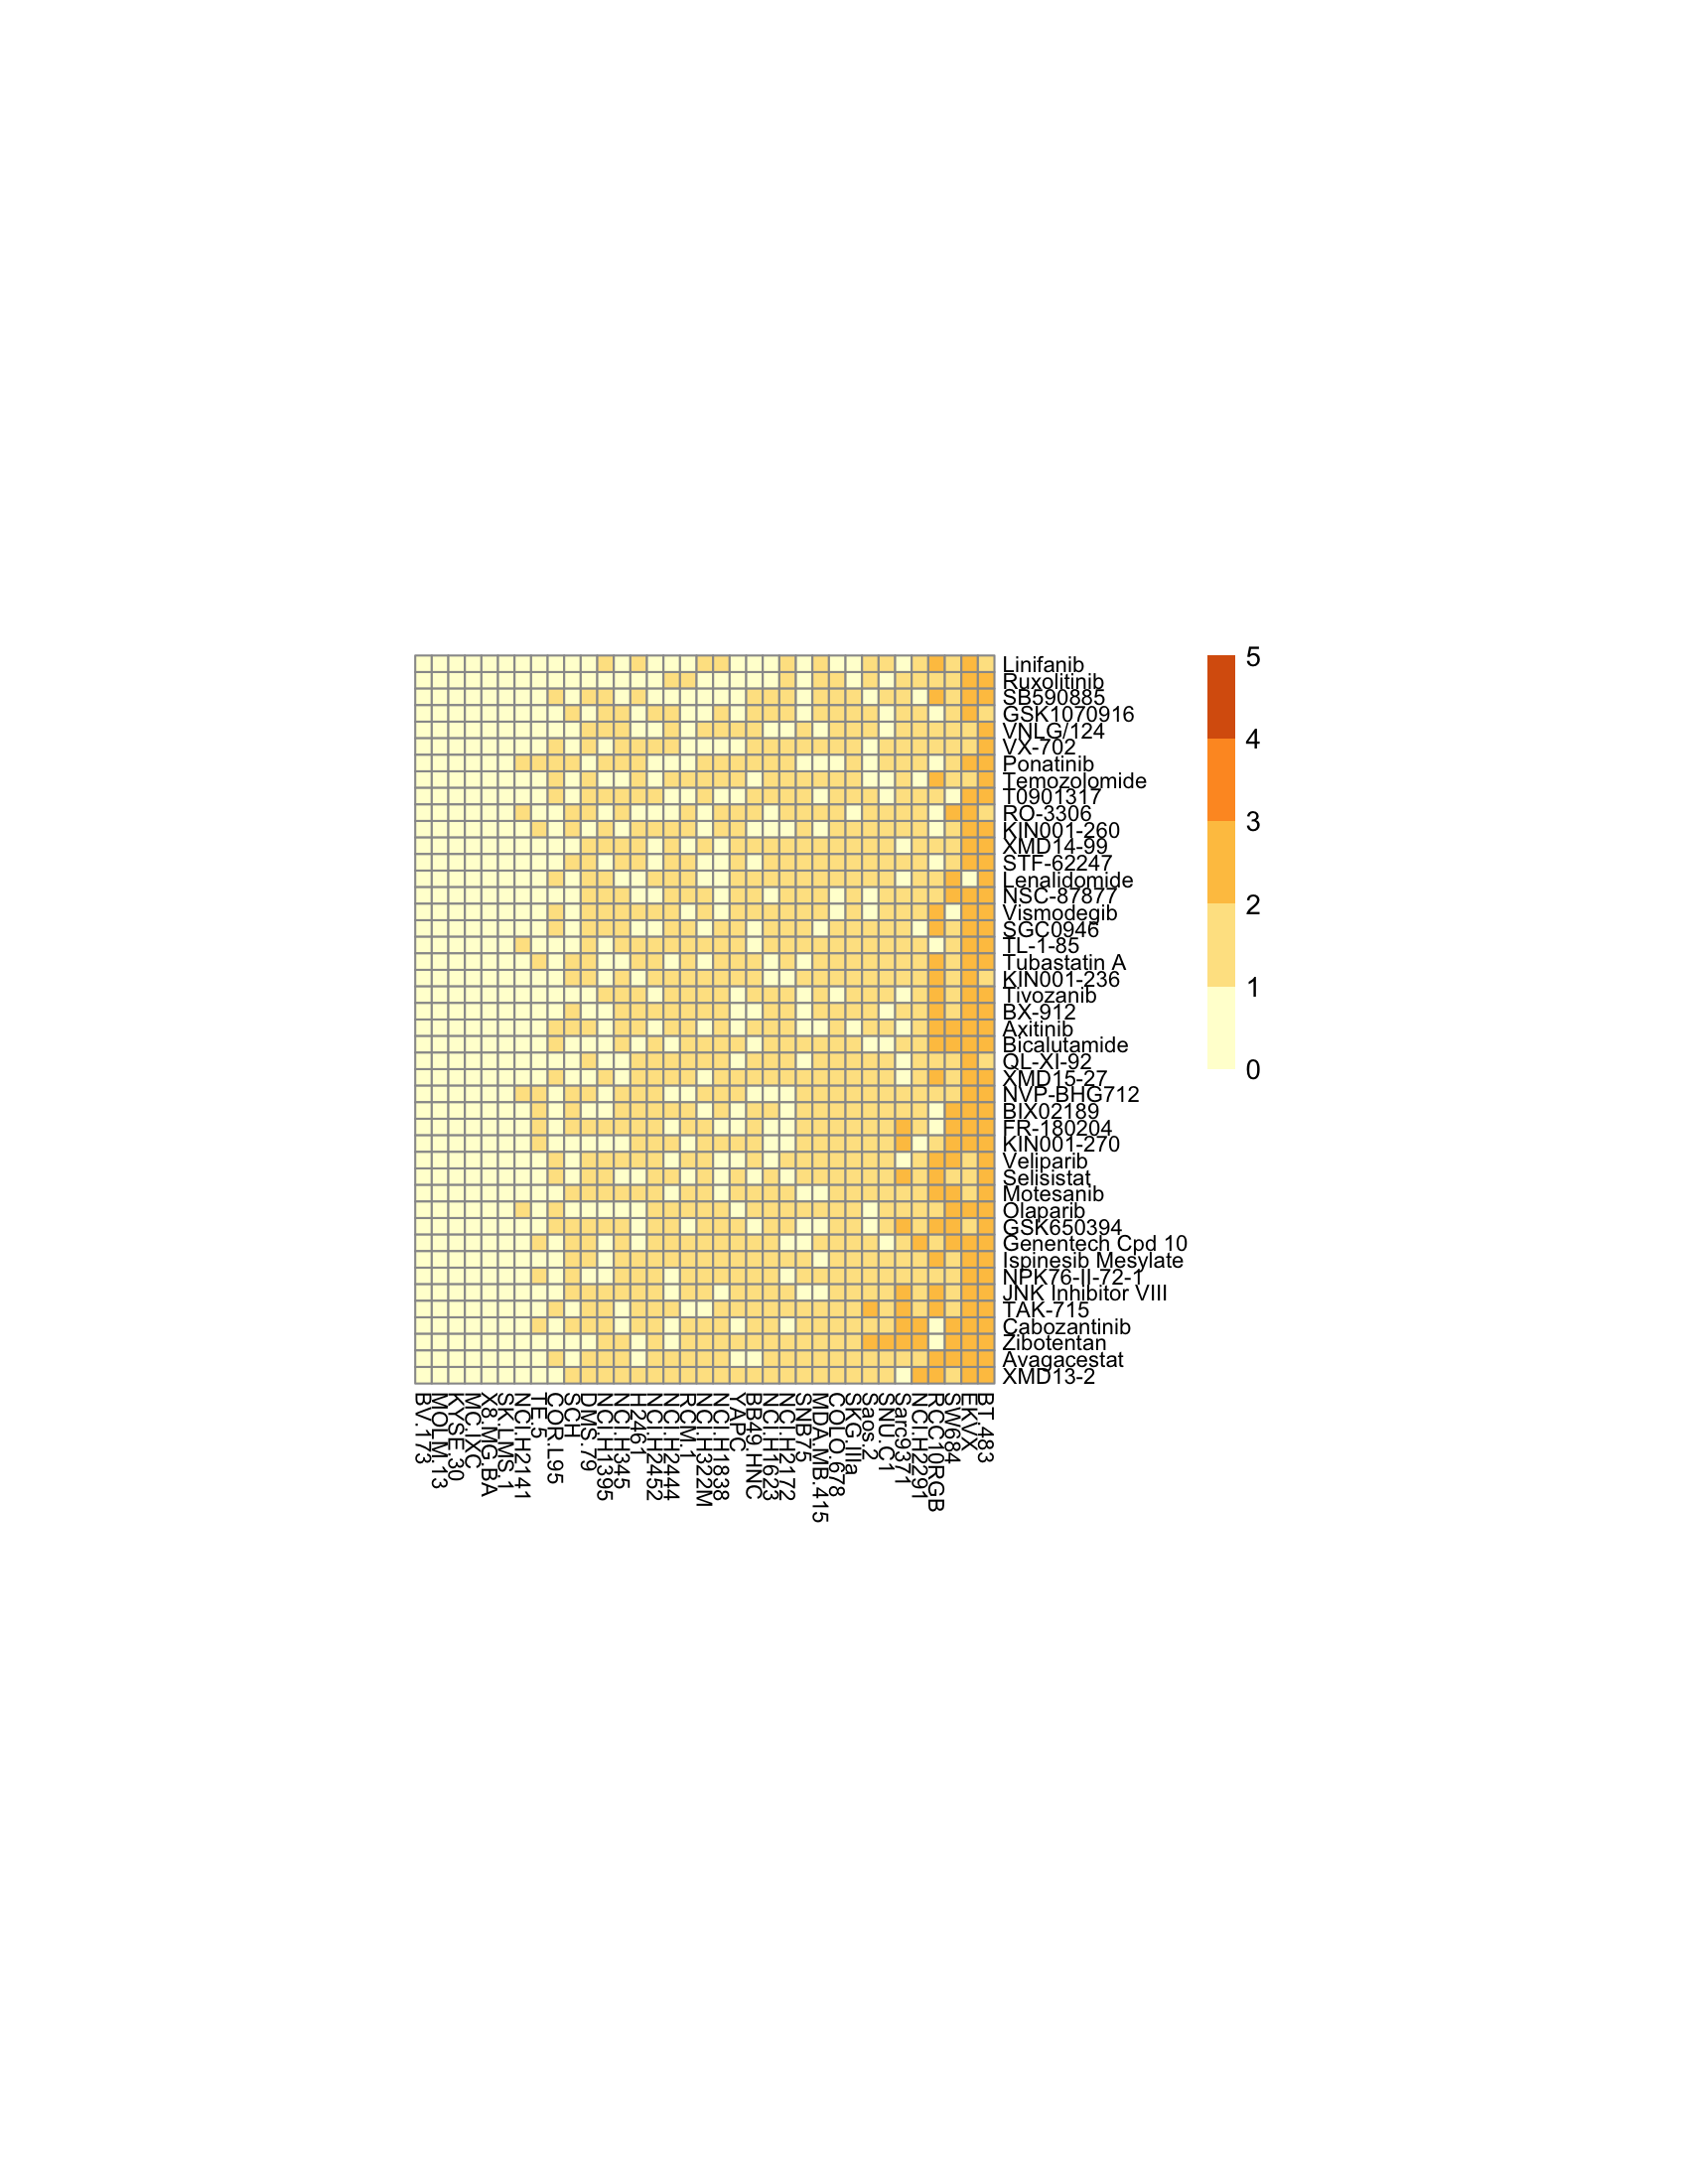 Linifanib
Ruxolitinib
SB590885
GSK1070916
VNLG/124
VX-702
Ponatinib
Temozolomide
T0901317
RO-3306
KIN001-260
XMD14-99
STF-62247
Lenalidomide
NSC-87877
Vismodegib
SGC0946
TL-1-85
Tubastatin A
KIN001-236
Tivozanib
BX-912
Axitinib
Bicalutamide
QL-XI-92
XMD15-27
NVP-BHG712
BIX02189
FR-180204
KIN001-270
Veliparib
Selisistat
Motesanib
Olaparib
GSK650394
Genentech Cpd 10
Ispinesib Mesylate
NPK76-II-72-1
JNK Inhibitor VIII
TAK-715
Cabozantinib
Zibotentan
Avagacestat
XMD13-2
5
4
3
2
1
0
BV.173
MOLM.13
KYSE.30
MC.IXC
X8.MG.BA
SK.LMS.1
NCI.H2141
TE.5
COR.L95
SCH
DMS.79
NCI.H1395
NCI.H345
H2461
NCI.H2452
NCI.H2444
RCM.1
NCI.H322M
NCI.H1838
YAPC
BB49.HNC
NCI.H1623
NCI.H2172
SNB75
MDA.MB.415
COLO.678
SKG.IIIa
Saos.2
SNU.C1
Sarc9371
NCI.H2291
RCC10RGB
SW684
EKVX
BT.483